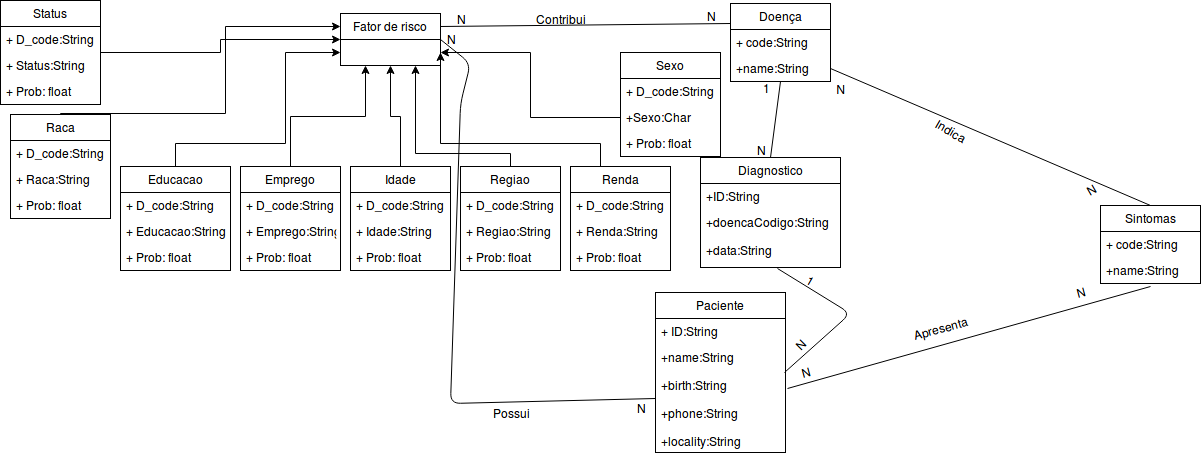 Status
+ D_code:String
+ Status:String
+ Prob: float
Raca
+ D_code:String
+ Raca:String
+ Prob: float
Fator de risco
N
Contribui
N
N
Doença
+ code:String
+name:String
1
N
N
Indica
N
Sexo
+ D_code:String
+Sexo:Char
+ Prob: float
Educacao
+ D_code:String
+ Educacao:String
+ Prob: float
Emprego
+ D_code:String
+ Emprego:String
+ Prob: float
Idade
+ D_code:String
+ Idade:String
+ Prob: float
Regiao
+ D_code:String
+ Regiao:String
+ Prob: float
Renda
+ D_code:String
+ Renda:String
+ Prob: float
Diagnostico
+ID:String
+doencaCodigo:String
+data:String
1
N
Sintomas
+ code:String
+name:String
N
Apresenta
N
Paciente
+ ID:String
+name:String
+birth:String
+phone:String
+locality:String
Possui
N